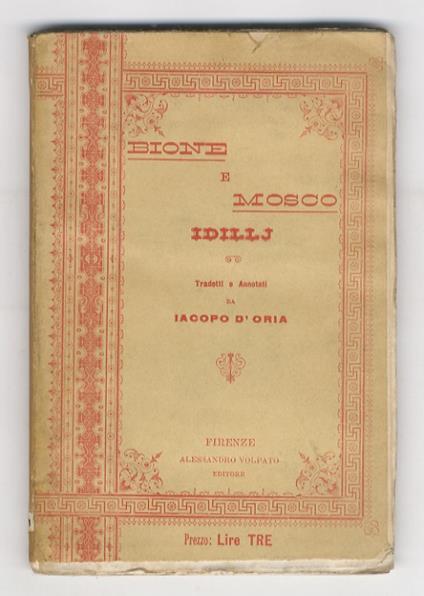 BIONE
E
MOSCO
IDILLJ
Tradotti e Annotati
DA
IACOPO D'ORIA
FIRENZE
ALESSANDRO VOLPATO
EDITORE
Prezzo: Lire TRE